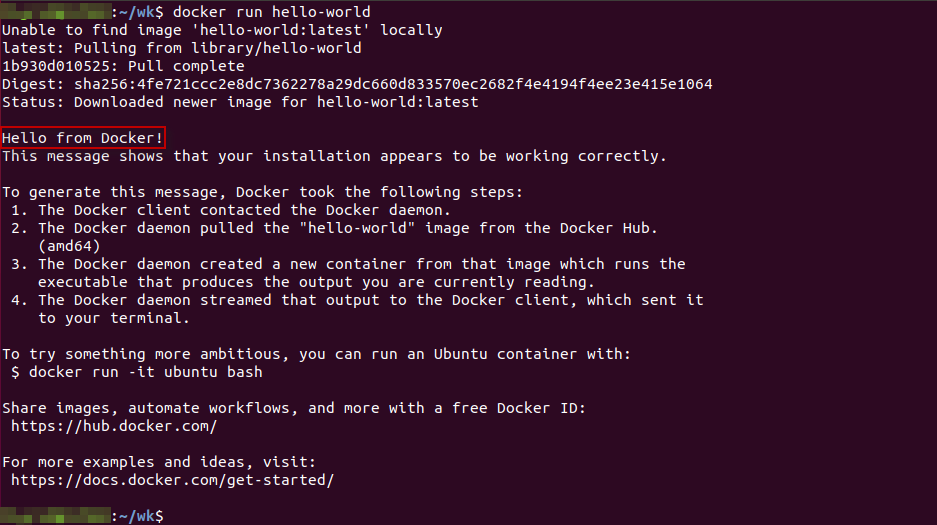 :~/wk$ docker run hello-world
Unable to find image 'hello-world:latest' locally
latest: Pulling from library/hello-world
1b930d010525: Pull complete
Digest: sha256:4fe721ccc2e8dc7362278a29dc660d833570ec2682f4e4194f4ee23e415e1064
Status: Downloaded newer image for hello-world:latest
Hello from Docker!
This message shows that your installation appears to be working correctly.
To generate this message, Docker took the following steps:
1. The Docker client contacted the Docker daemon.
2. The Docker daemon pulled the "hello-world" image from the Docker Hub.
(amd64)
3. The Docker daemon created a new container from that image which runs the
executable that produces the output you are currently reading.
4. The Docker daemon streamed that output to the Docker client, which sent it
to your terminal.
To try something more ambitious, you can run an Ubuntu container with:
$ docker run -it ubuntu bash
Share images, automate workflows, and more with a free Docker ID:
https://hub.docker.com/
For more examples and ideas, visit:
https://docs.docker.com/get-started/
:~/wk$